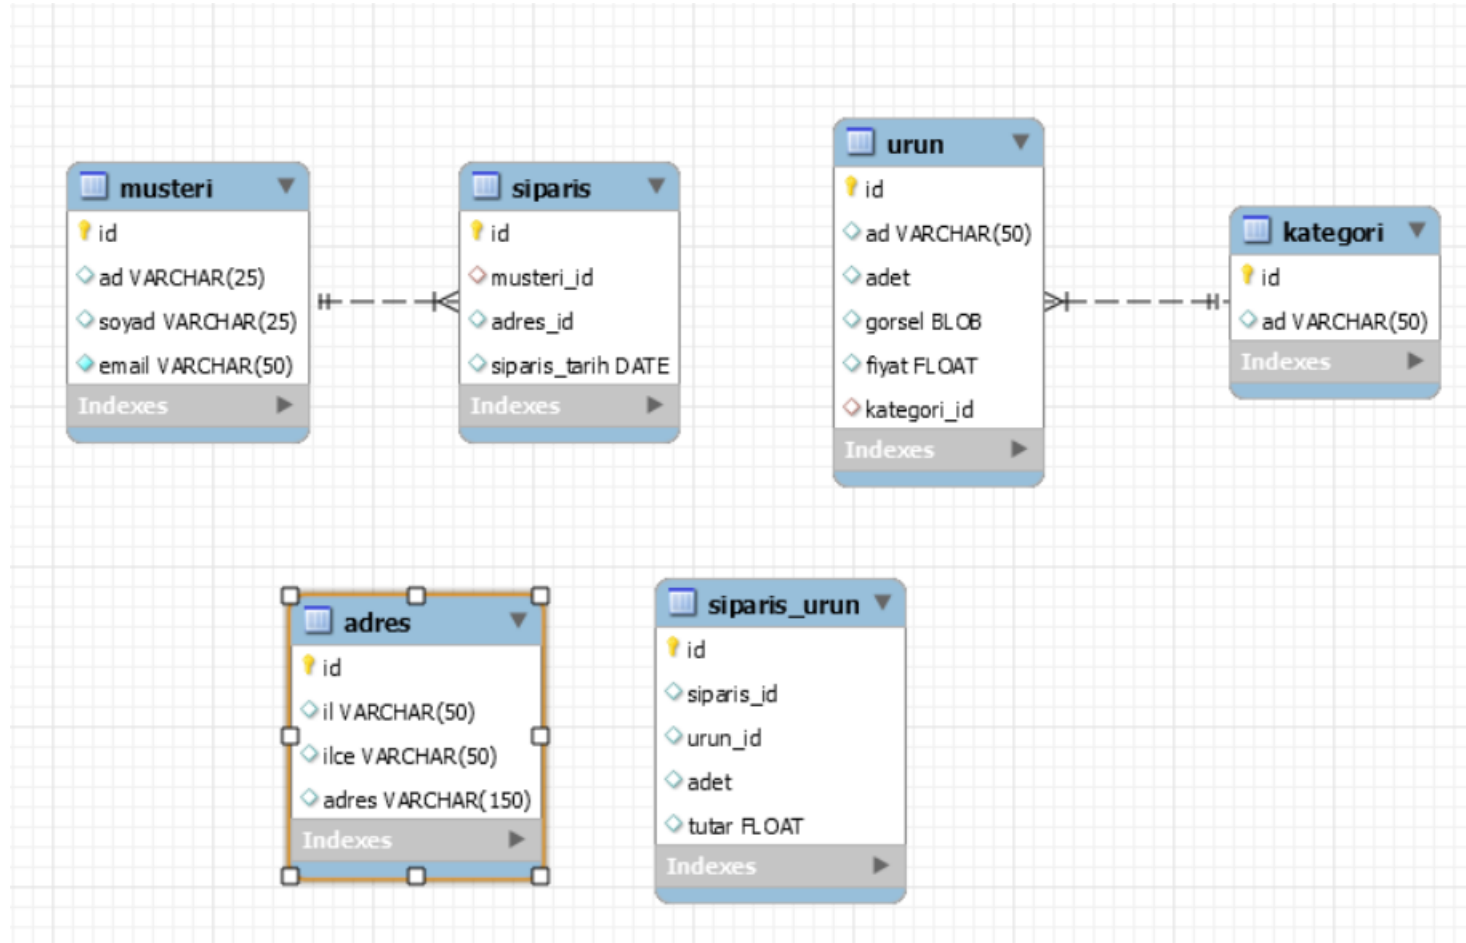 musteri
id
ad VARCHAR(25)
soyad VARCHAR(25)
email VARCHAR(50)
Indexes
siparis
id
musteri_id
adres_id
siparis_tarih DATE
Indexes
urun
id
ad VARCHAR(50)
adet
gorsel BLOB
fiyat FLOAT
kategori_id
Indexes
kategori
id
ad VARCHAR(50)
Indexes
adres
id
il VARCHAR(50)
ilce VARCHAR(50)
adres VARCHAR(150)
Indexes
siparis_urun
id
siparis_id
urun_id
adet
tutar FLOAT
Indexes